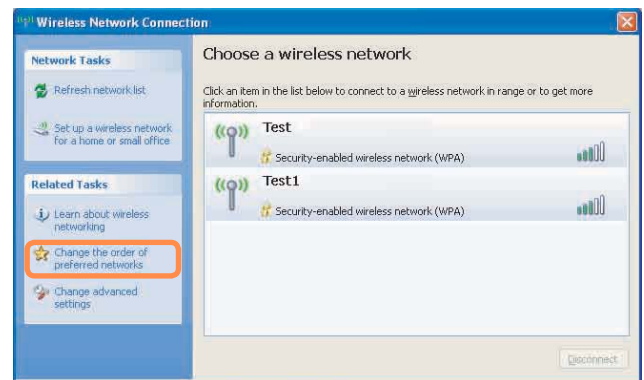 Wireless Network Connection
Network Tasks
Refresh network list
Set up a wireless network
for a home or small office
Related Tasks
Learn about wireless
networking
Change the order of
preferred networks
Change advanced
settings
Choose a wireless network
Click an item in the list below to connect to a wireless network in range or to get more
information.
Test
Security-enabled wireless network (WPA)
Test1
Security-enabled wireless network (WPA)
Disconnect